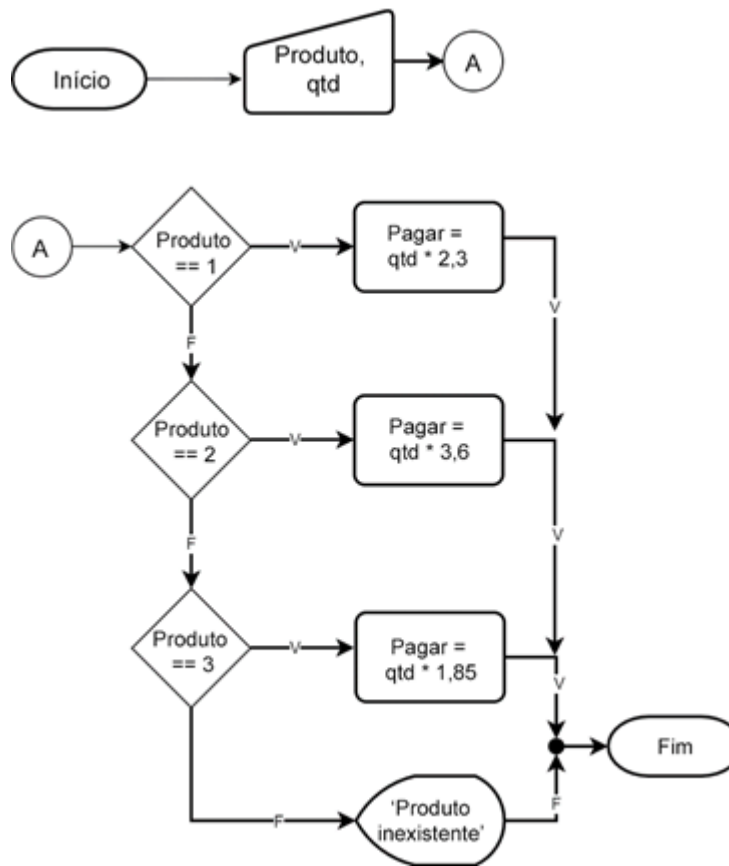 Início
Produto,
qtd
A
A
Produto
== 1
V
Pagar =
qtd * 2,3
V
F
Produto
== 2
V
Pagar =
qtd * 3,6
V
F
Produto
== 3
V
Pagar =
qtd * 1,85
V
Fim
F
'Produto
inexistente'
F